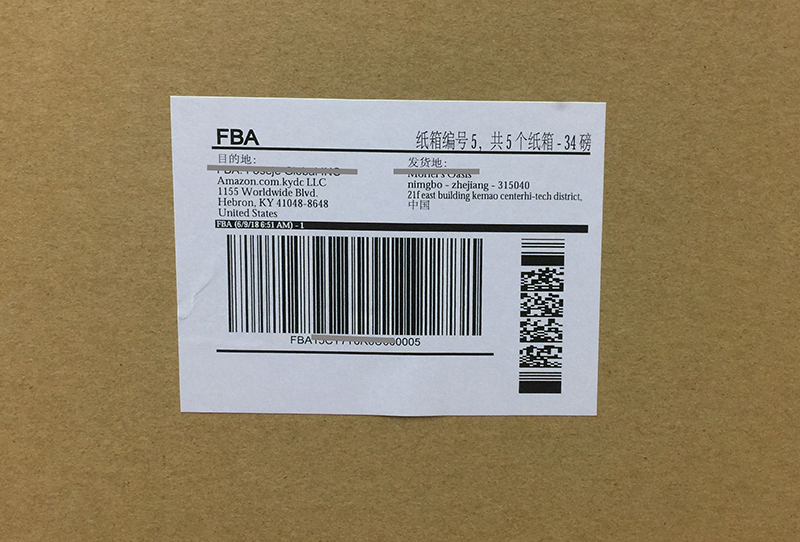 FBA
纸箱编号 5, 共 5 个纸箱 - 34 磅
目的地:
Amazon.com.kydc LLC
1155 Worldwide Blvd.
Hebron, KY 41048-8648
United States
发货地:
nimgbo - zhejiang - 315040
21f east building kemao centerhi-tech district,
中国
FBA (6/9/18 6:51 AM) - 1